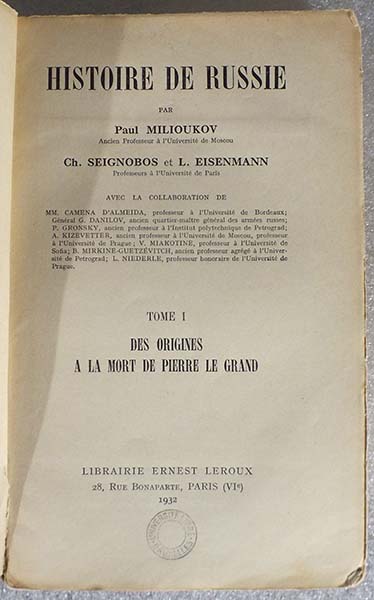 HISTOIRE DE RUSSIE
PAR
Paul MILIOUKOV
Ancien Professeur à l'Université de Moscou
Ch. SEIGNOBOS et L. EISENMANN
Professeurs à l'Université de Paris
AVEC LA COLLABORATION DE
MM. CAMENA D'ALMEIDA, professeur à l'Université de Bordeaux;
Général G. DANILOV, ancien quartier-maître général des armées russes;
P. GRONSKY, ancien professeur à l'Institut polytechnique de Petrograd;
A. KIZEVETTER, ancien professeur à l'Université de Moscou, professeur
à l'Université de Prague; V. MIAKOTINE, professeur à l'Université de
Sofia; B. MIRKINE-GUETZÉVITCH, ancien professeur agrégé à l'Univer-
sité de Petrograd; L. NIEDERLE, professeur honoraire de l'Université de
Prague.
TOME I
DES ORIGINES
A LA MORT DE PIERRE LE GRAND
LIBRAIRIE ERNEST LEROUX
28, RUE BONAPARTE, PARIS (VIe)
1932
UNIVERSITÉ
BRUXELLES